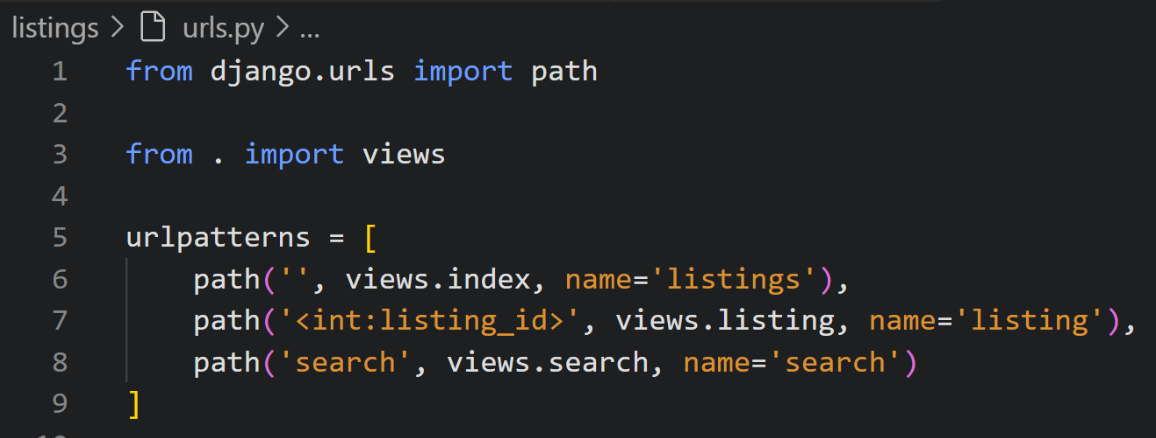 listings > urls.py > ...
1 from django.urls import path
2
3 from . import views
4
5 urlpatterns = [
6     path('', views.index, name='listings'),
7     path('<int:listing_id>', views.listing, name='listing'),
8     path('search', views.search, name='search')
9 ]